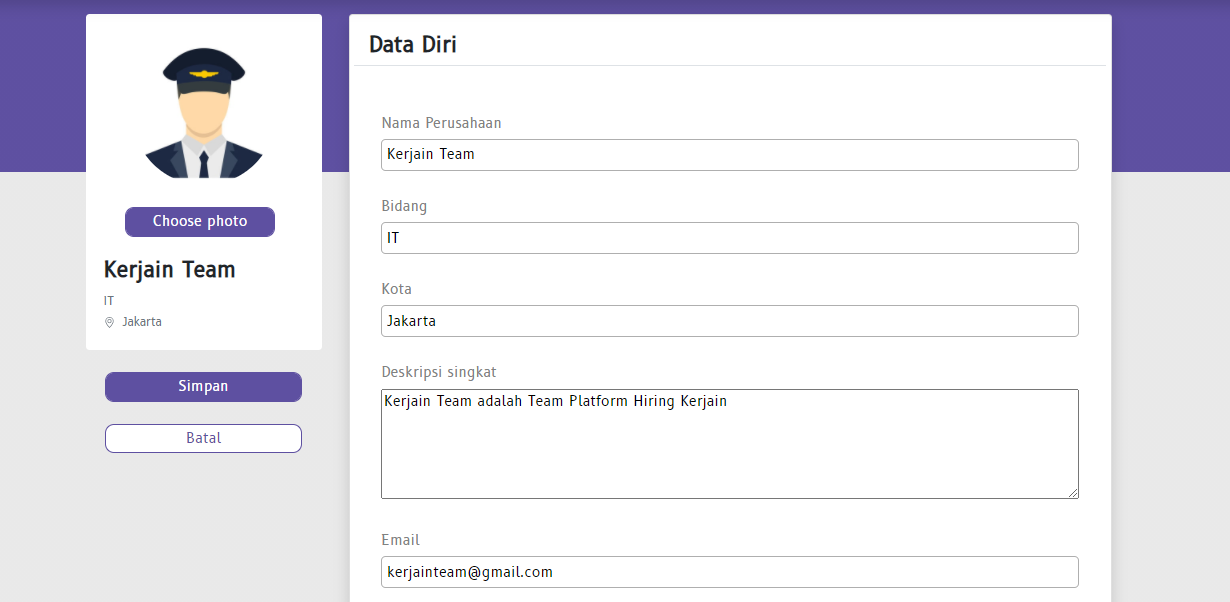 Choose photo
Kerjain Team
IT
Jakarta
Simpan
Batal
Data Diri
Nama Perusahaan
Kerjain Team
Bidang
IT
Kota
Jakarta
Deskripsi singkat
Kerjain Team adalah Team Platform Hiring Kerjain
Email
kerjainteam@gmail.com